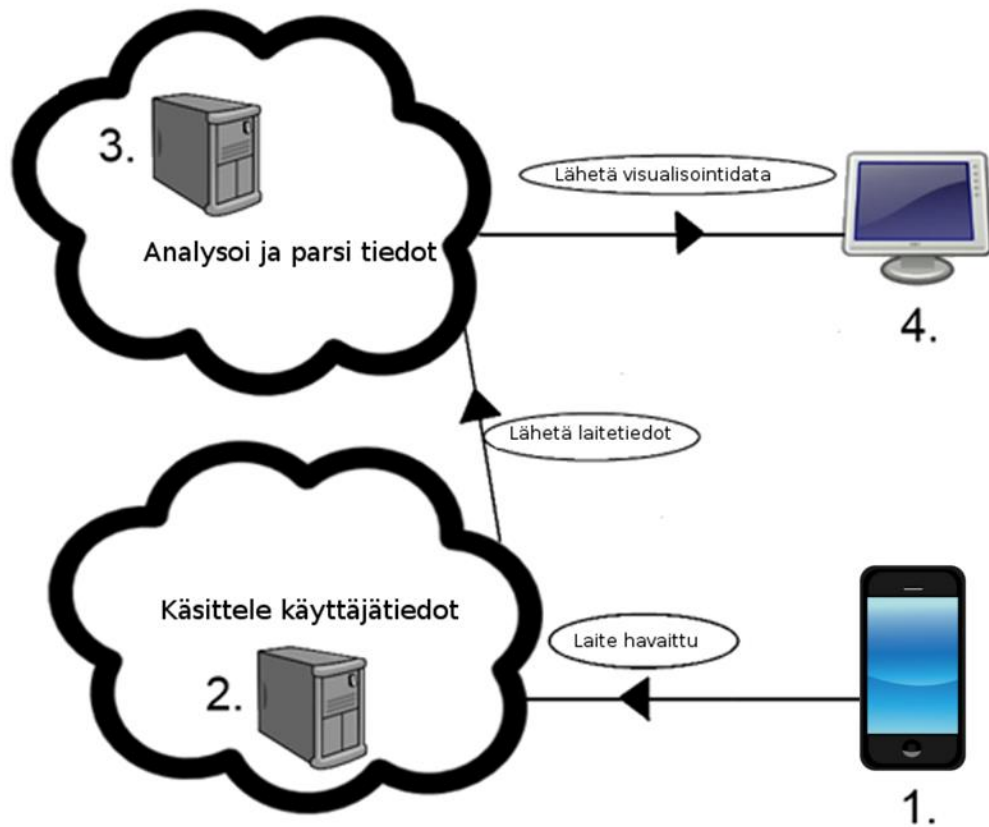 3.
Analysoi ja parsi tiedot
Lähetä visualisointidata
4.
Lähetä laitetiedot
Käsittele käyttäjätiedot
2.
Laite havaittu
1.